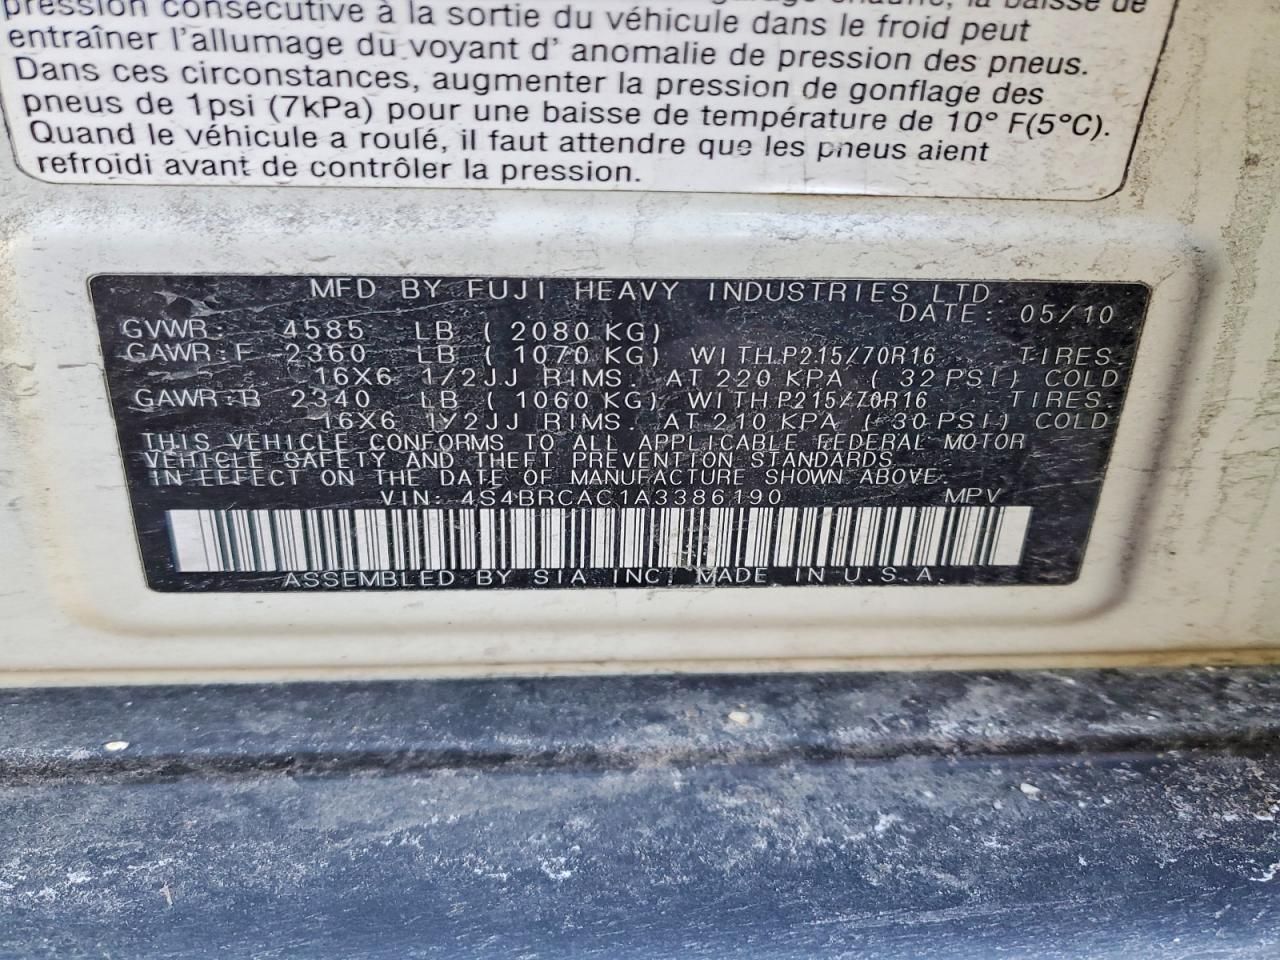 pression consécutive à la sortie du véhicule dans le froid peut
entraîner l'allumage du voyant d' anomalie de pression des pneus.
Dans ces circonstances, augmenter la pression de gonflage des
pneus de 1psi (7kPa) pour une baisse de température de 10° F(5°C).
Quand le véhicule a roulé, il faut attendre que les pneus aient
refroidi avant de contrôler la pression.
MFD BY FUJI HEAVY INDUSTRIES LTD.
DATE: 05/10
GVWR: 4585 LB ( 2080 KG)
GAWR:F 2360 LB ( 1070 KG) WITH P215/70R16 TIRES
16X6 1/2JJ RIMS. AT 220 KPA ( 32 PSI) COLD
GAWR:R 2340 LB ( 1060 KG) WITH P215/70R16 TIRES.
16X6 1/2JJ RIMS. AT 210 KPA ( 30 PSI) COLD
THIS VEHICLE CONFORMS TO ALL APPLICABLE FEDERAL MOTOR
VEHICLE SAFETY AND THEFT PREVENTION STANDARDS
IN EFFECT ON THE DATE OF MANUFACTURE SHOWN ABOVE.
VIN: 4S4BRCAC1A3386190 MPV
ASSEMBLED BY SIA INC. MADE IN U.S.A.